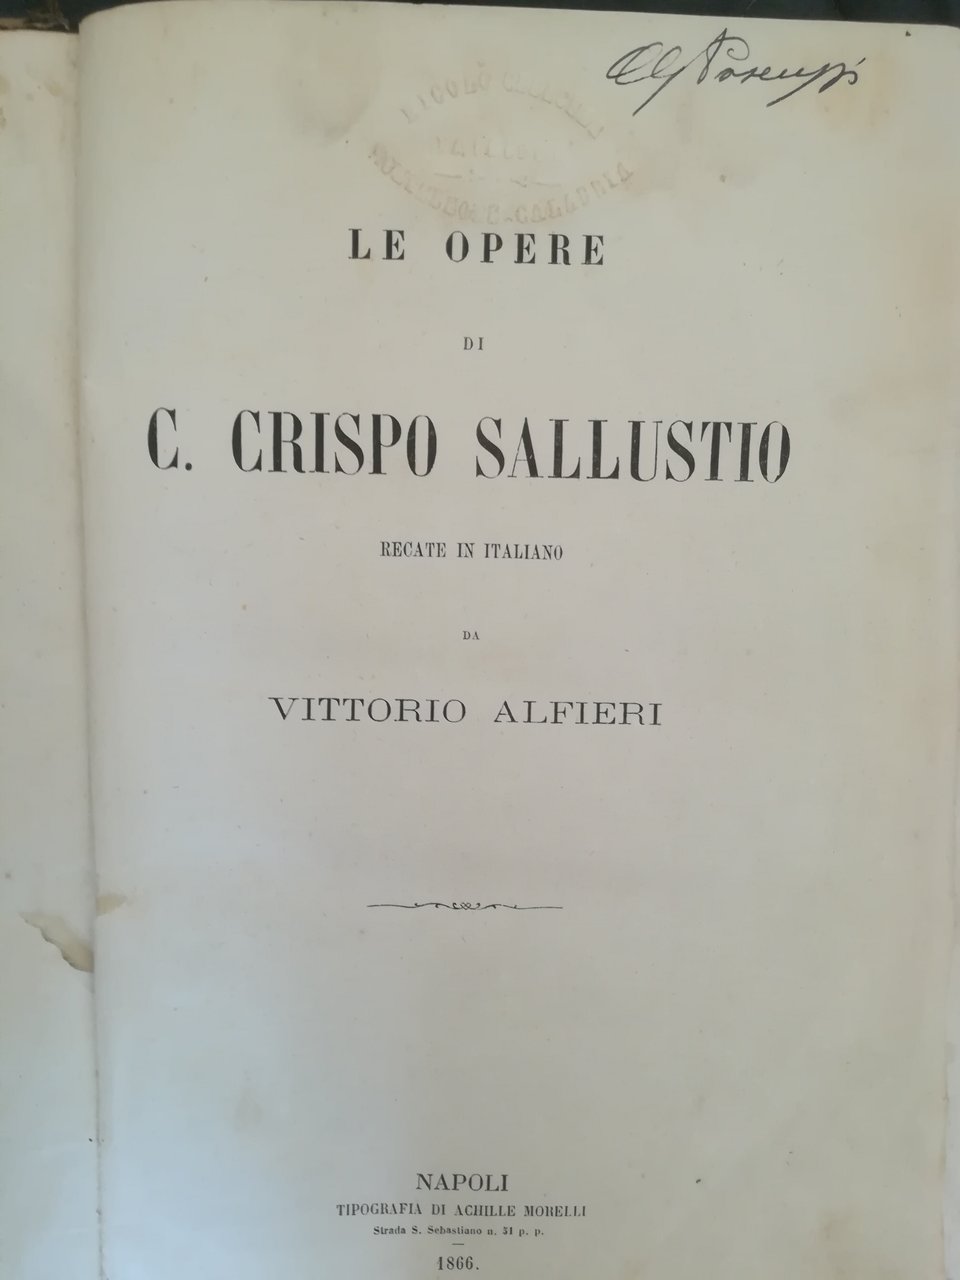 LE OPERE
DI
C. CRISPO SALLUSTIO
RECATE IN ITALIANO
DA
VITTORIO ALFIERI
NAPOLI
TIPOGRAFIA DI ACHILLE MORELLI
Strada S. Sebastiano n. 51 p. p.
1866.